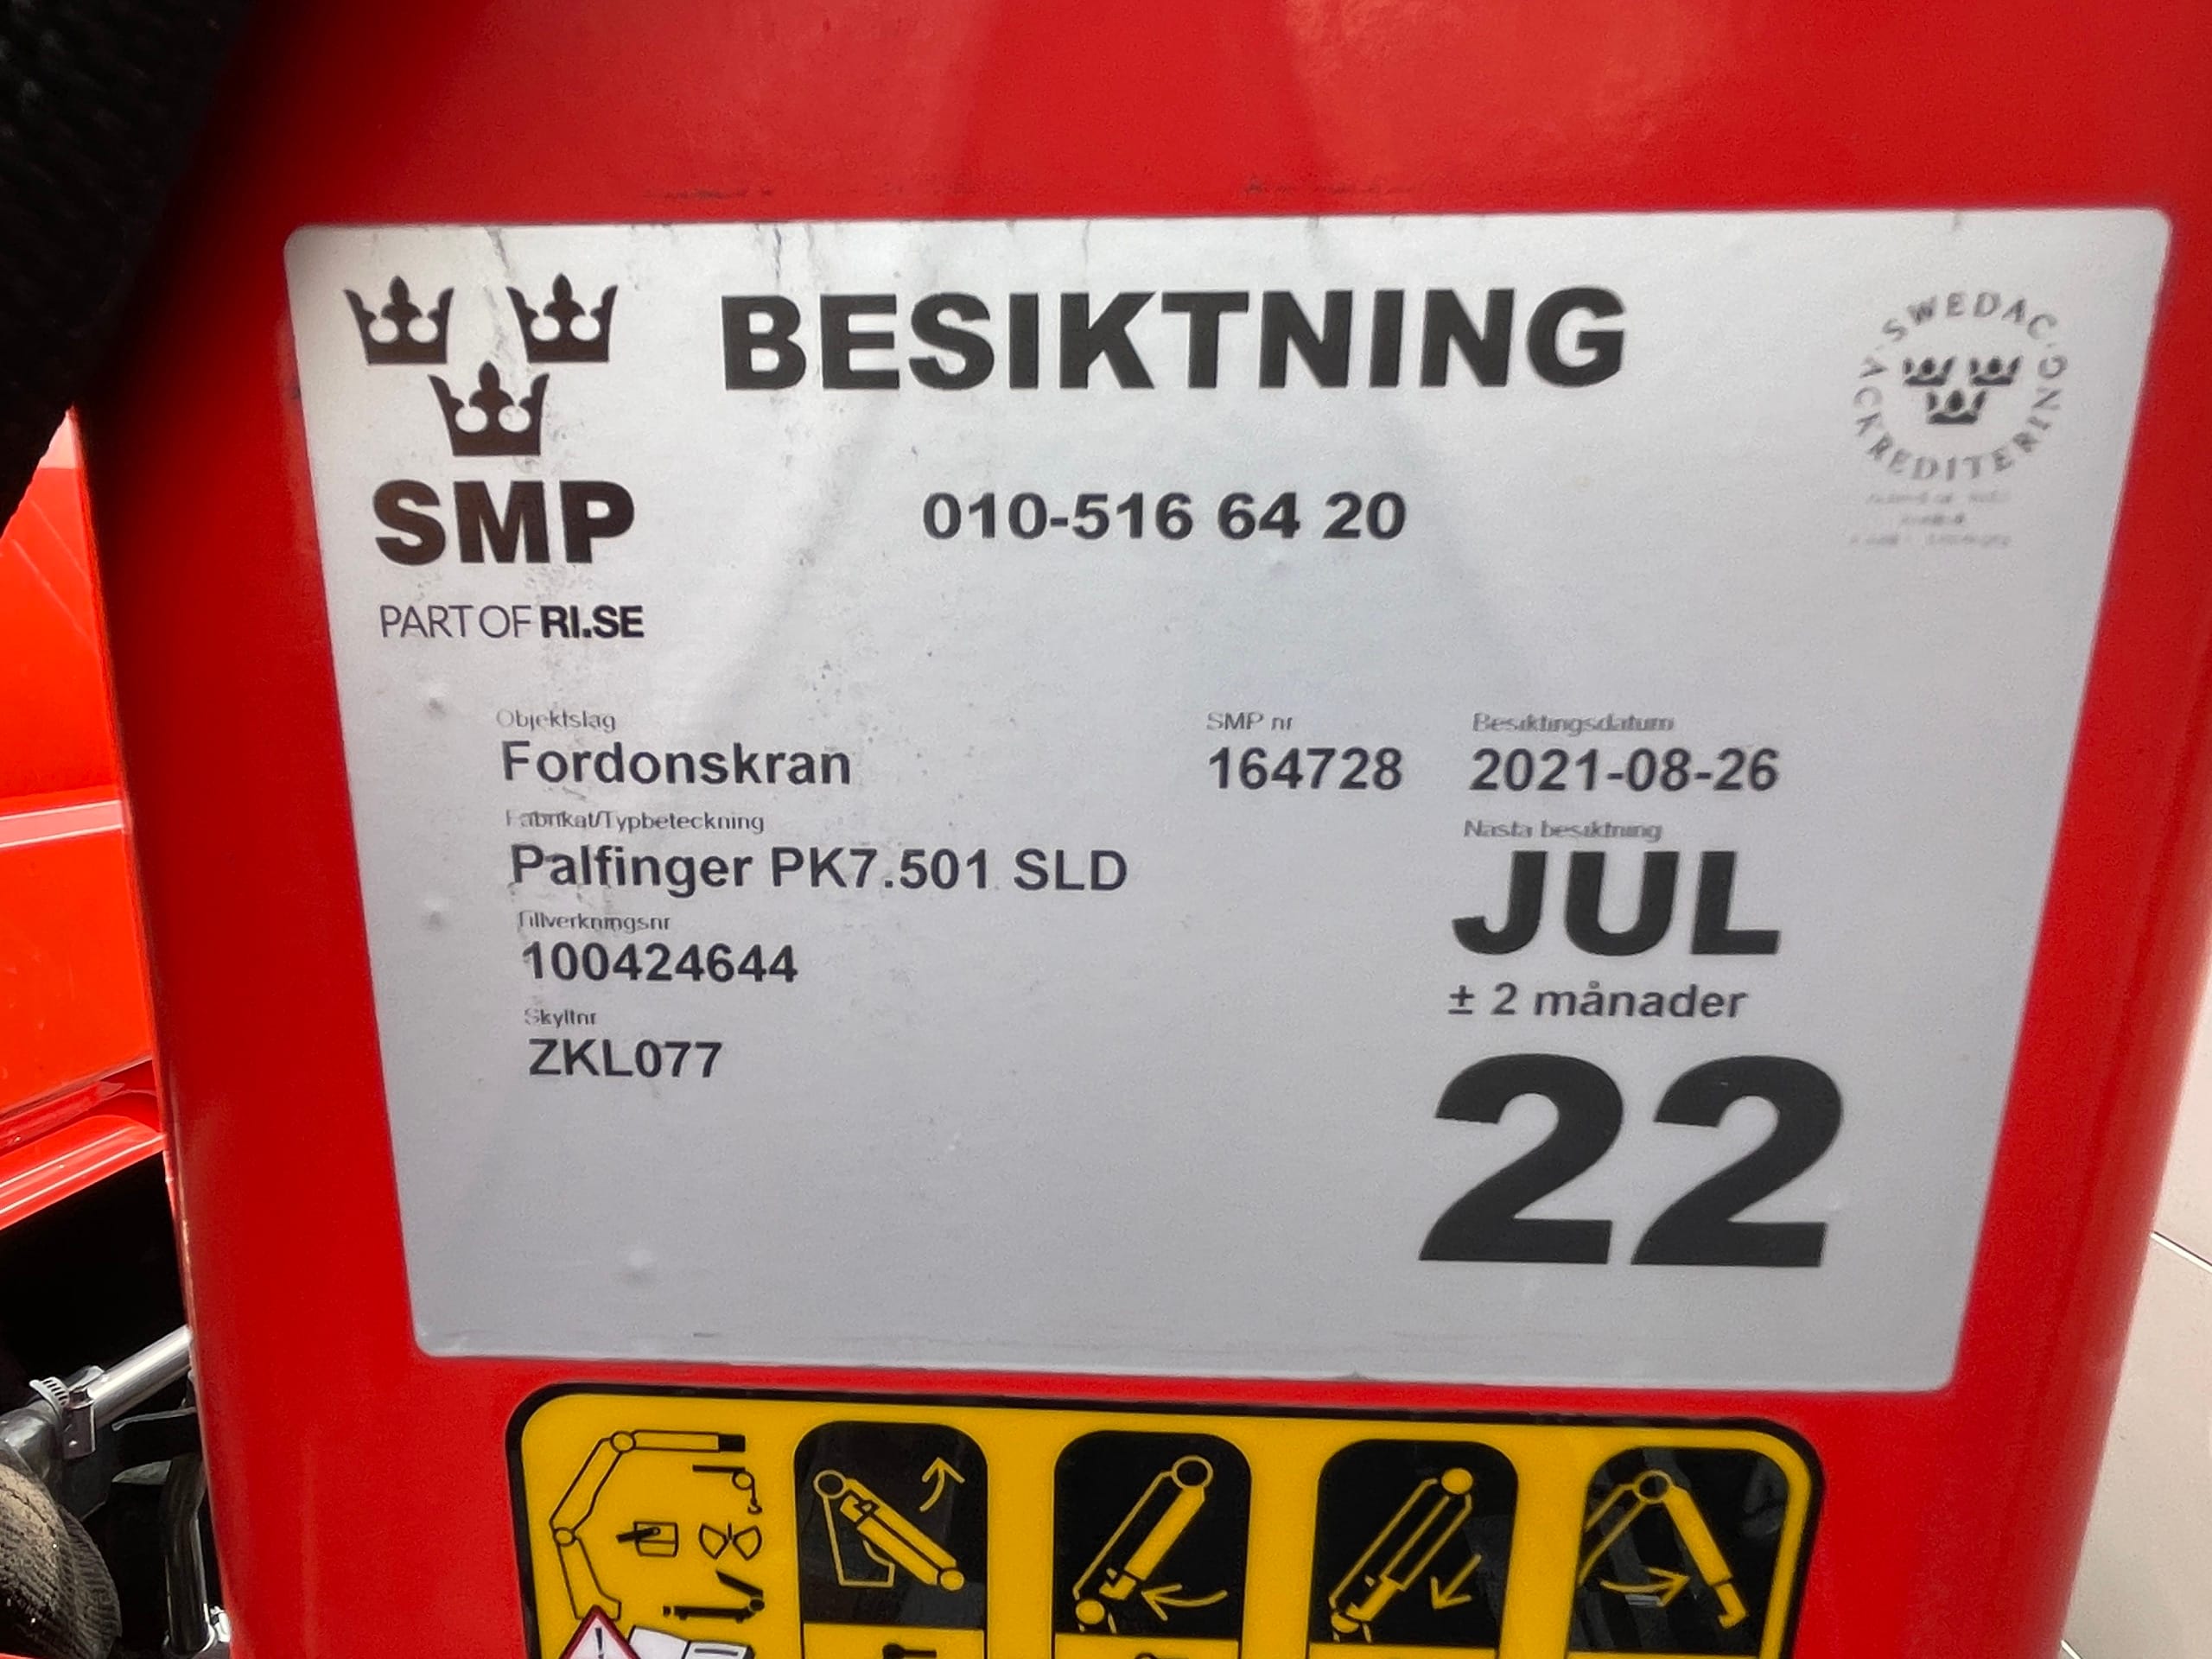 BESIKTNING
SWEDAC ACKREDITERING
SMP
010-516 64 20
PART OF RI.SE
Objektslag
Fordonskran
SMP nr
164728
Besiktingsdatum
2021-08-26
Fabrikat/Typbeteckning
Palfinger PK7.501 SLD
Nästa besiktning
JUL
± 2 månader
22
Tillverkningsnr
100424644
Skyltnr
ZKL077